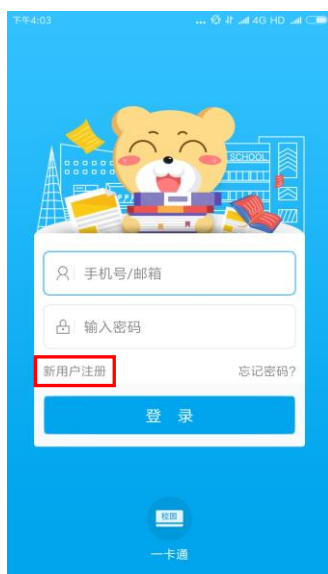 下午4:03 ... 4G HD
SCHOOL
手机号/邮箱
输入密码
新用户注册 忘记密码?
登 录
校园
一卡通